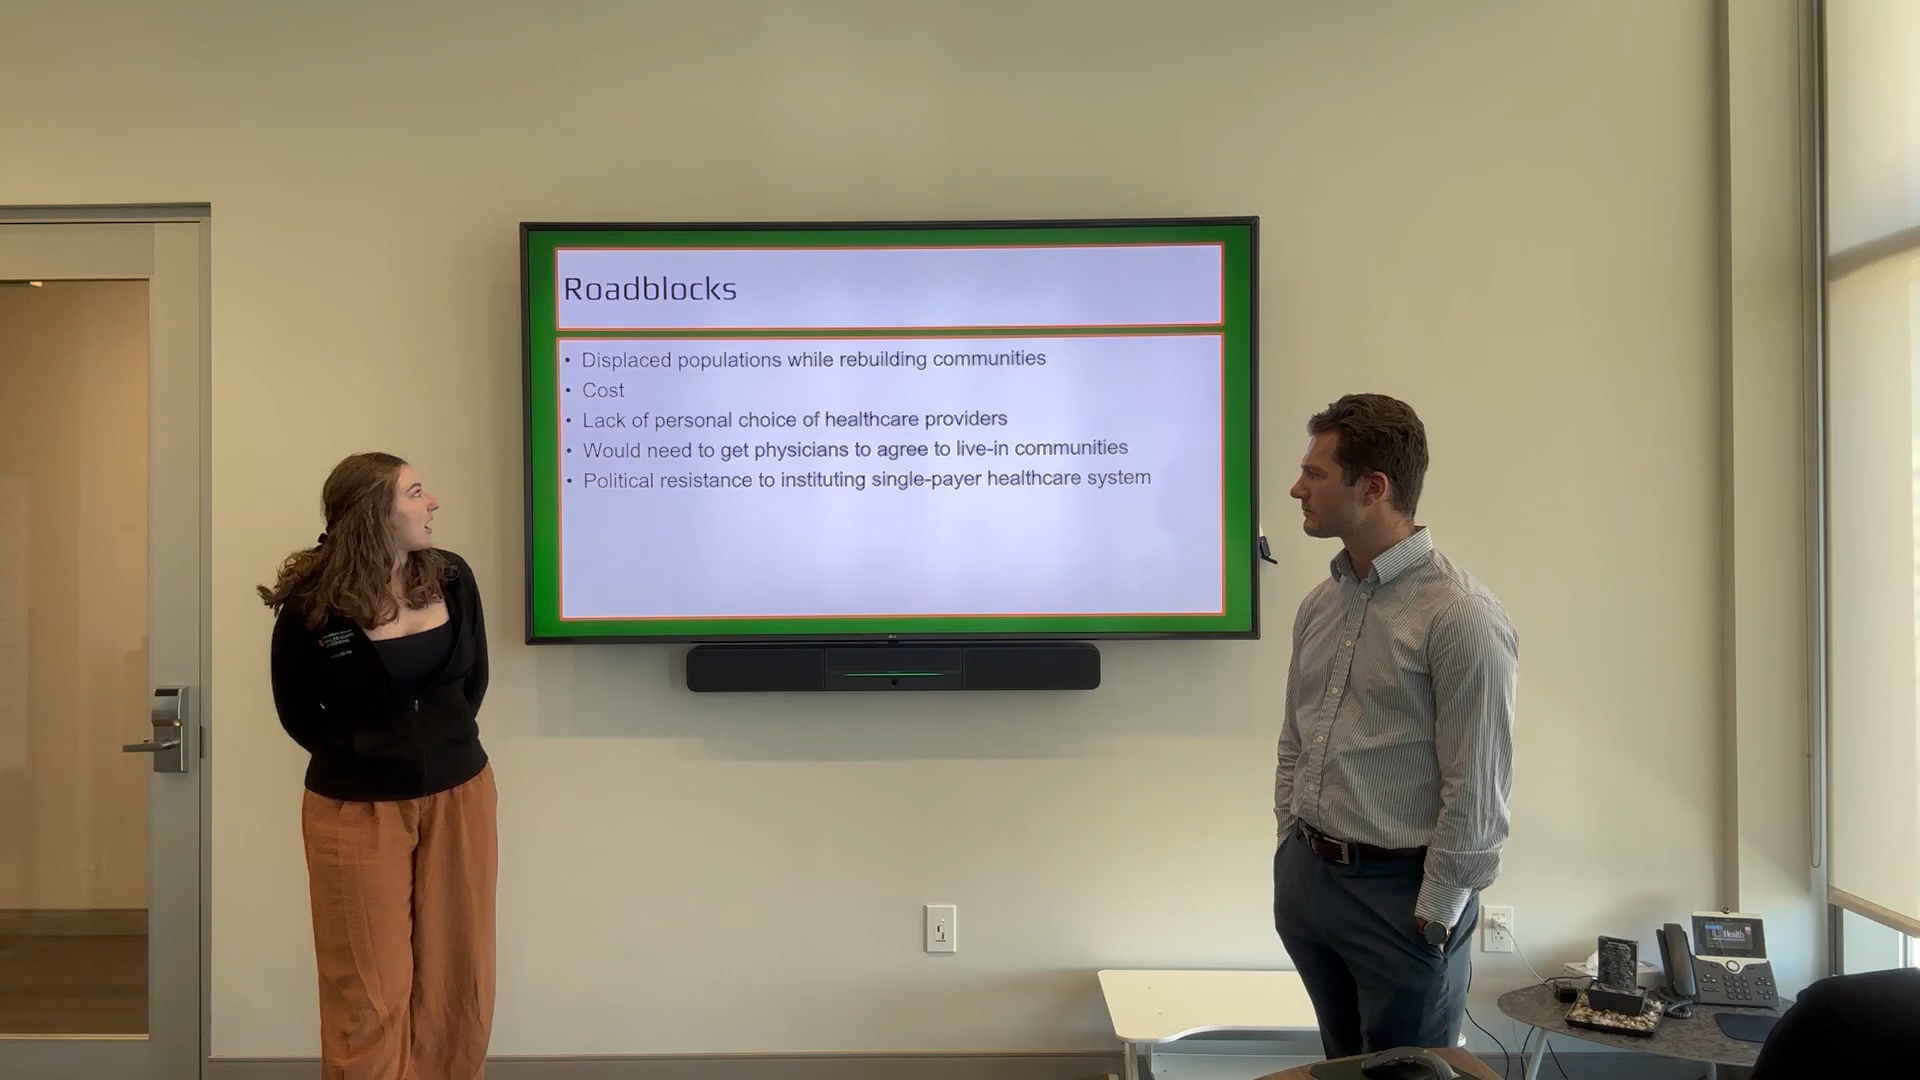 Roadblocks
• Displaced populations while rebuilding communities
• Cost
• Lack of personal choice of healthcare providers
• Would need to get physicians to agree to live-in communities
• Political resistance to instituting single-payer healthcare system
Health